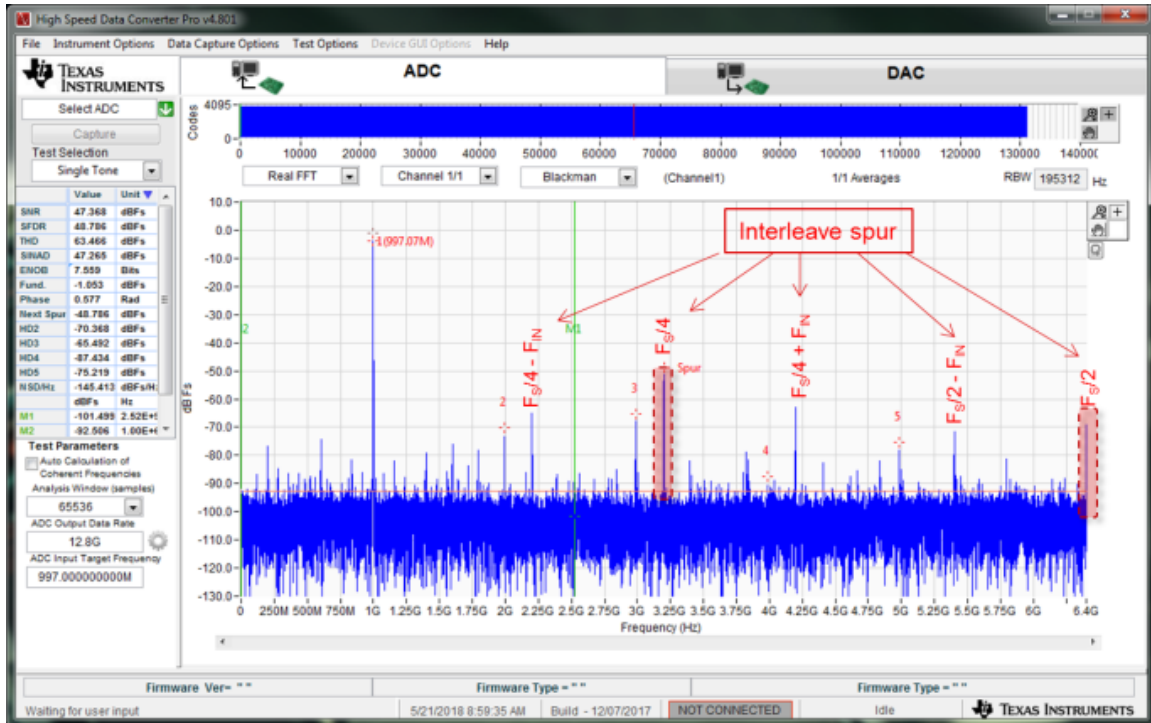 High Speed Data Converter Pro v4.801
File Instrument Options Data Capture Options Test Options Device GUI Options Help
TEXAS INSTRUMENTS
ADC
DAC
Select ADC
Capture
Test Selection
Single Tone
Codes
4095
0
0 10000 20000 30000 40000 50000 60000 70000 80000 90000 100000 110000 120000 130000 14000(
Real FFT Channel 1/1 Blackman (Channel1) 1/1 Averages RBW 195312 Hz
Value Unit
SNR 47.368 dBFs
SFDR 48.786 dBFs
THD 63.466 dBFs
SINAD 47.265 dBFs
ENOB 7.559 Bits
Fund. -1.053 dBFs
Phase 0.577 Rad
Next Spur -48.786 dBFs
HD2 -70.368 dBFs
HD3 -65.492 dBFs
HD4 -87.434 dBFs
HD5 -75.219 dBFs
NSD/Hz -145.413 dBFs/H
dBFs Hz
M1 -101.499 2.52E+9
M2 -92.506 1.00E+6
Test Parameters
Auto Calculation of
Coherent Frequencies
Analysis Window (samples)
65536
ADC Output Data Rate
12.8G
ADC Input Target Frequency
997.000000000M
10.0
0.0
-10.0
-20.0
-30.0
-40.0
-50.0
-60.0
-70.0
-80.0
-90.0
-100.0
-110.0
-120.0
-130.0
dBFs
1(997.07M)
Interleave spur
2
M1
2
FS/4 - FIN
3
FS/4
Spur
4
FS/4 + FIN
5
FS/2 - FIN
FS/2
0 250M 500M 750M 1G 1.25G 1.5G 1.75G 2G 2.25G 2.5G 2.75G 3G 3.25G 3.5G 3.75G 4G 4.25G 4.5G 4.75G 5G 5.25G 5.5G 5.75G 6G 6.4G
Frequency (Hz)
Firmware Ver= " " Firmware Type = " " Firmware Type = " "
Waiting for user input 5/21/2018 8:59:35 AM Build - 12/07/2017 NOT CONNECTED Idle TEXAS INSTRUMENTS